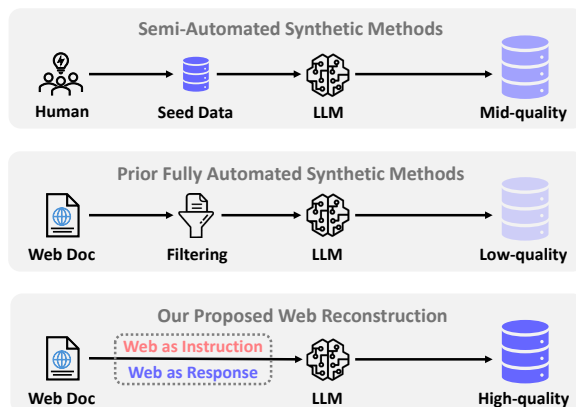 Semi-Automated Synthetic Methods
Human Seed Data LLM Mid-quality
Prior Fully Automated Synthetic Methods
Web Doc Filtering LLM Low-quality
Our Proposed Web Reconstruction
Web as Instruction
Web as Response
Web Doc LLM High-quality